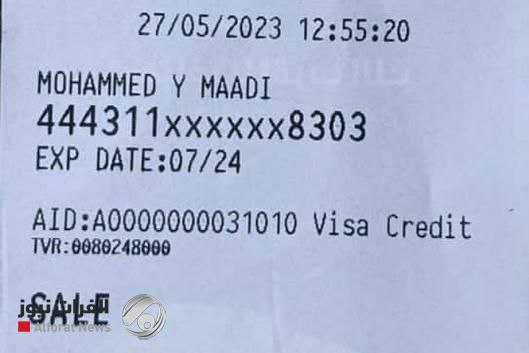 27/05/2023 12:55:20
MOHAMMED Y MAADI
444311xxxxxx8303
EXP DATE:07/24
AID:A0000000031010 Visa Credit
TVR:0080248000
SALE
الفرات نيوز
Alforat News